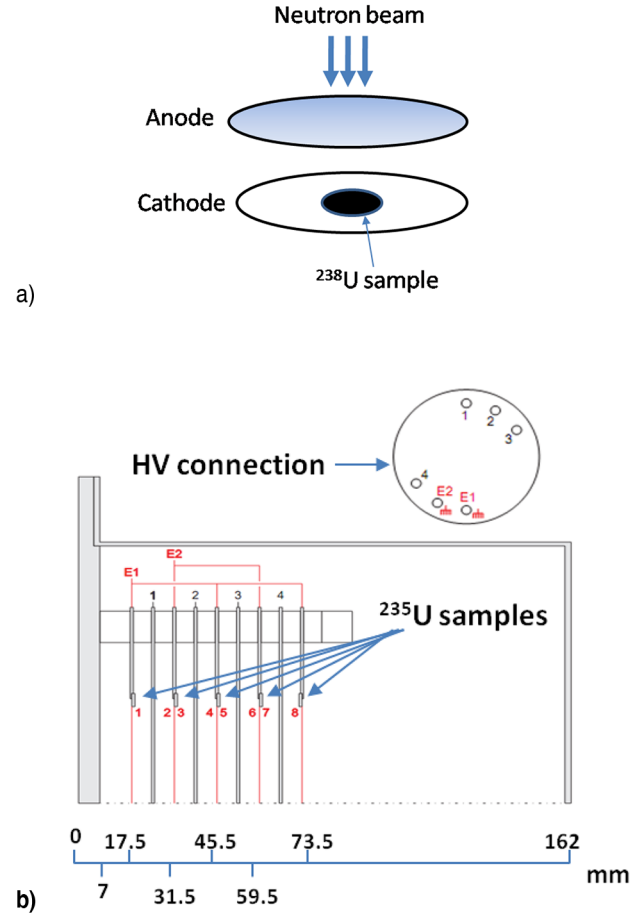 Neutron beam
Anode
Cathode
²³⁸U sample
a)
1
2
3
HV connection
4
E2
E1
E2
E1
1
2
3
4
²³⁵U samples
1
2
3
4
5
6
7
8
0
17.5
45.5
73.5
162
mm
7
31.5
59.5
b)